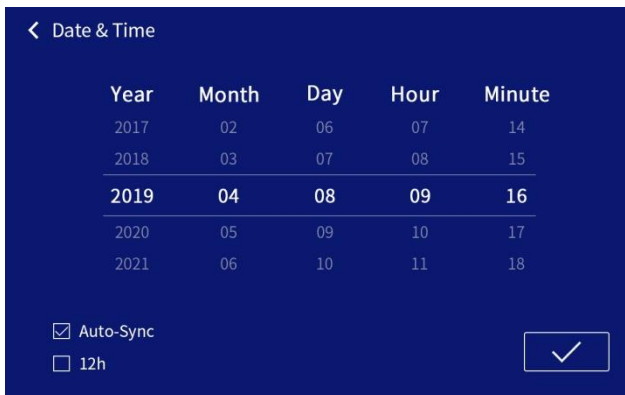 Date & Time
Year Month Day Hour Minute
2017 02 06 07 14
2018 03 07 08 15
2019 04 08 09 16
2020 05 09 10 17
2021 06 10 11 18
Auto-Sync
12h